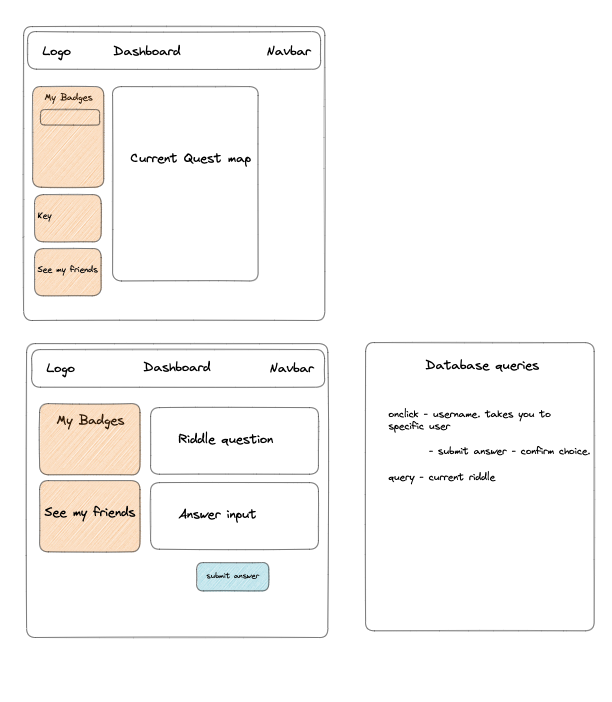 Logo
Dashboard
Navbar
My Badges
Current Quest map
Key
See my friends
Logo
Dashboard
Navbar
My Badges
Riddle question
See my friends
Answer input
submit answer
Database queries
onclick - username. takes you to
specific user
- submit answer - confirm choice.
query - current riddle